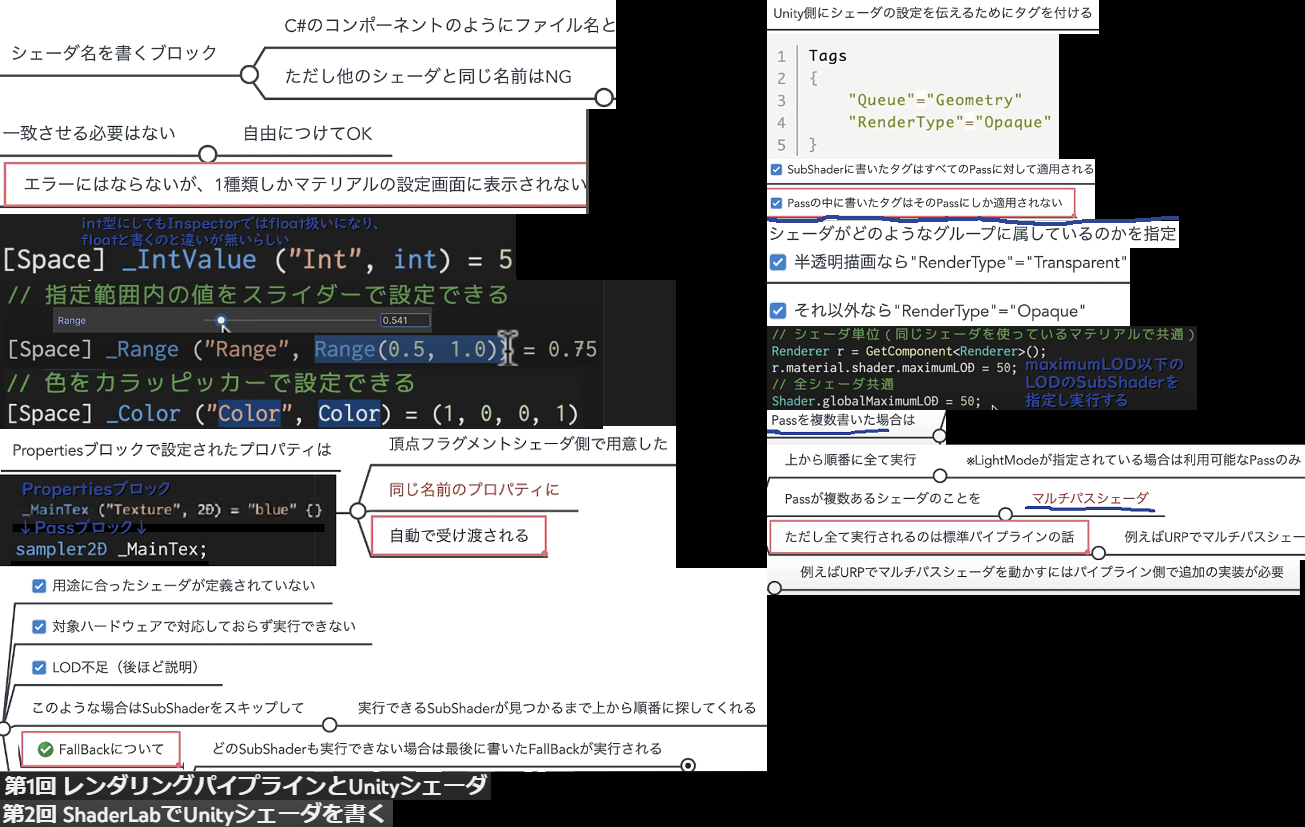 シェーダ名を書くブロック
C#のコンポーネントのようにファイル名と
ただし他のシェーダと同じ名前はNG
一致させる必要はない
自由につけてOK
エラーにはならないが、1種類しかマテリアルの設定画面に表示されない
int型にしてもInspectorではfloat扱いになり、
floatと書くのと違いが無いらしい
[Space] _IntValue ("Int", int) = 5
// 指定範囲内の値をスライダーで設定できる
Range
0.541
[Space] _Range ("Range", Range(0.5, 1.0)) = 0.75
// 色をカラッピッカーで設定できる
[Space] _Color ("Color", Color) = (1, 0, 0, 1)
Propertiesブロックで設定されたプロパティは
頂点フラグメントシェーダ側で用意した
同じ名前のプロパティに
自動で受け渡される
Propertiesブロック
_MainTex ("Texture", 2D) = "blue" {}
↓Passブロック↓
sampler2D _MainTex;
用途に合ったシェーダが定義されていない
対象ハードウェアで対応しておらず実行できない
LOD不足（後ほど説明）
このような場合はSubShaderをスキップして
実行できるSubShaderが見つかるまで上から順番に探してくれる
FallBackについて
どのSubShaderも実行できない場合は最後に書いたFallBackが実行される
第1回 レンダリングパイプラインとUnityシェーダ
第2回 ShaderLabでUnityシェーダを書く
Unity側にシェーダの設定を伝えるためにタグを付ける
1 Tags
2 {
3 "Queue"="Geometry"
4 "RenderType"="Opaque"
5 }
SubShaderに書いたタグはすべてのPassに対して適用される
Passの中に書いたタグはそのPassにしか適用されない
シェーダがどのようなグループに属しているのかを指定
半透明描画なら"RenderType"="Transparent"
それ以外なら"RenderType"="Opaque"
// シェーダ単位（同じシェーダを使っているマテリアルで共通）
Renderer r = GetComponent<Renderer>();
r.material.shader.maximumLOD = 50;
// 全シェーダ共通
Shader.globalMaximumLOD = 50;
maximumLOD以下の
LODのSubShaderを
指定し実行する
Passを複数書いた場合は
上から順番に全て実行
※LightModeが指定されている場合は利用可能なPassのみ
Passが複数あるシェーダのことを
マルチパスシェーダ
ただし全て実行されるのは標準パイプラインの話
例えばURPでマルチパスシェー
例えばURPでマルチパスシェーダを動かすにはパイプライン側で追加の実装が必要